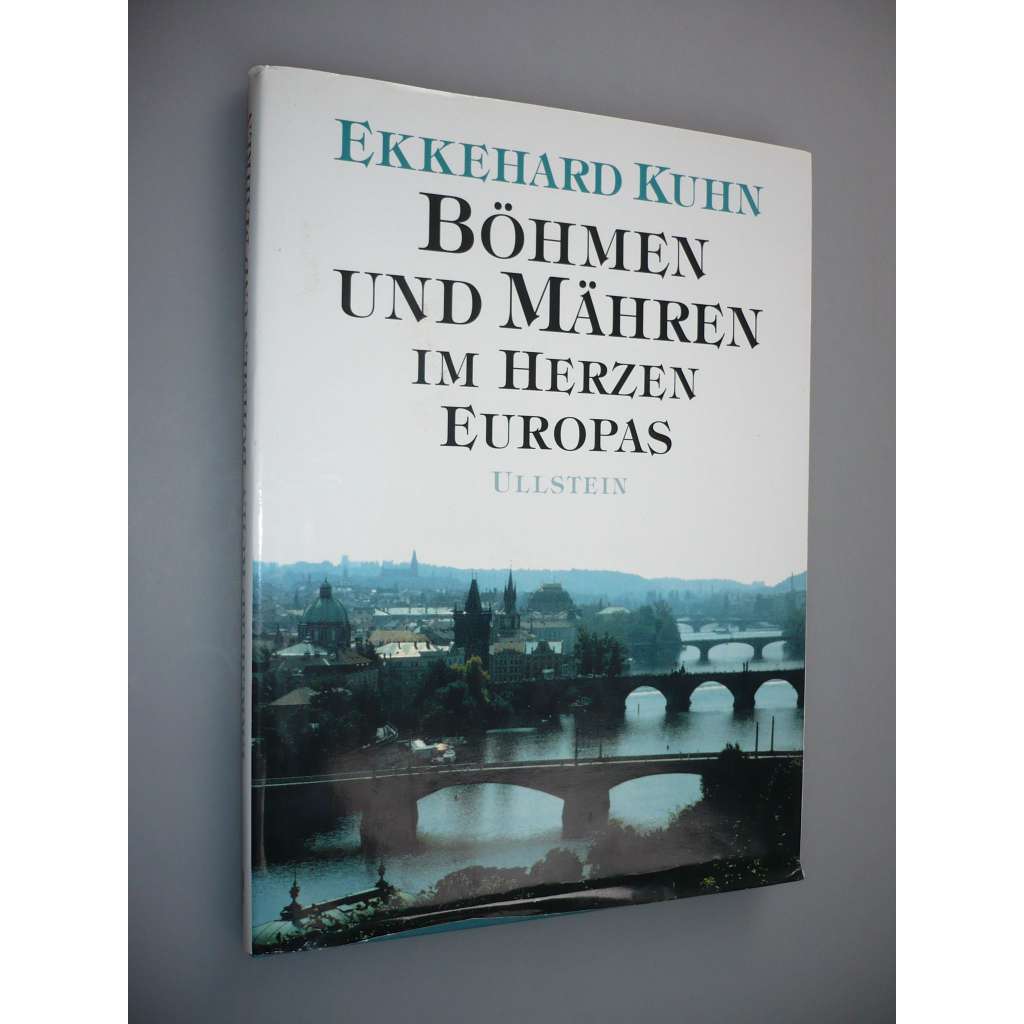 EKKEHARD KUHN
BÖHMEN
UND MÄHREN
IM HERZEN
EUROPAS
ULLSTEIN